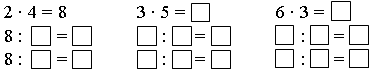 2 · 4 = 8 3 · 5 = □ 6 · 3 = □
8 : □ = □ □ : □ = □ □ : □ = □
8 : □ = □ □ : □ = □ □ : □ = □